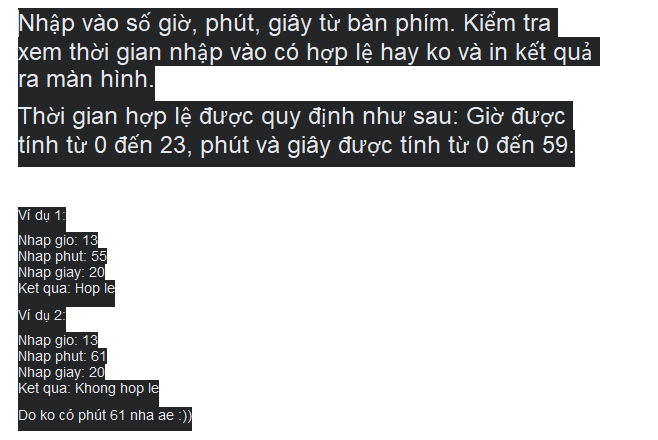 Nhập vào số giờ, phút, giây từ bàn phím. Kiểm tra
xem thời gian nhập vào có hợp lệ hay ko và in kết quả
ra màn hình.
Thời gian hợp lệ được quy định như sau: Giờ được
tính từ 0 đến 23, phút và giây được tính từ 0 đến 59.
Ví dụ 1:
Nhap gio: 13
Nhap phut: 55
Nhap giay: 20
Ket qua: Hop le
Ví dụ 2:
Nhap gio: 13
Nhap phut: 61
Nhap giay: 20
Ket qua: Khong hop le
Do ko có phút 61 nha ae :))